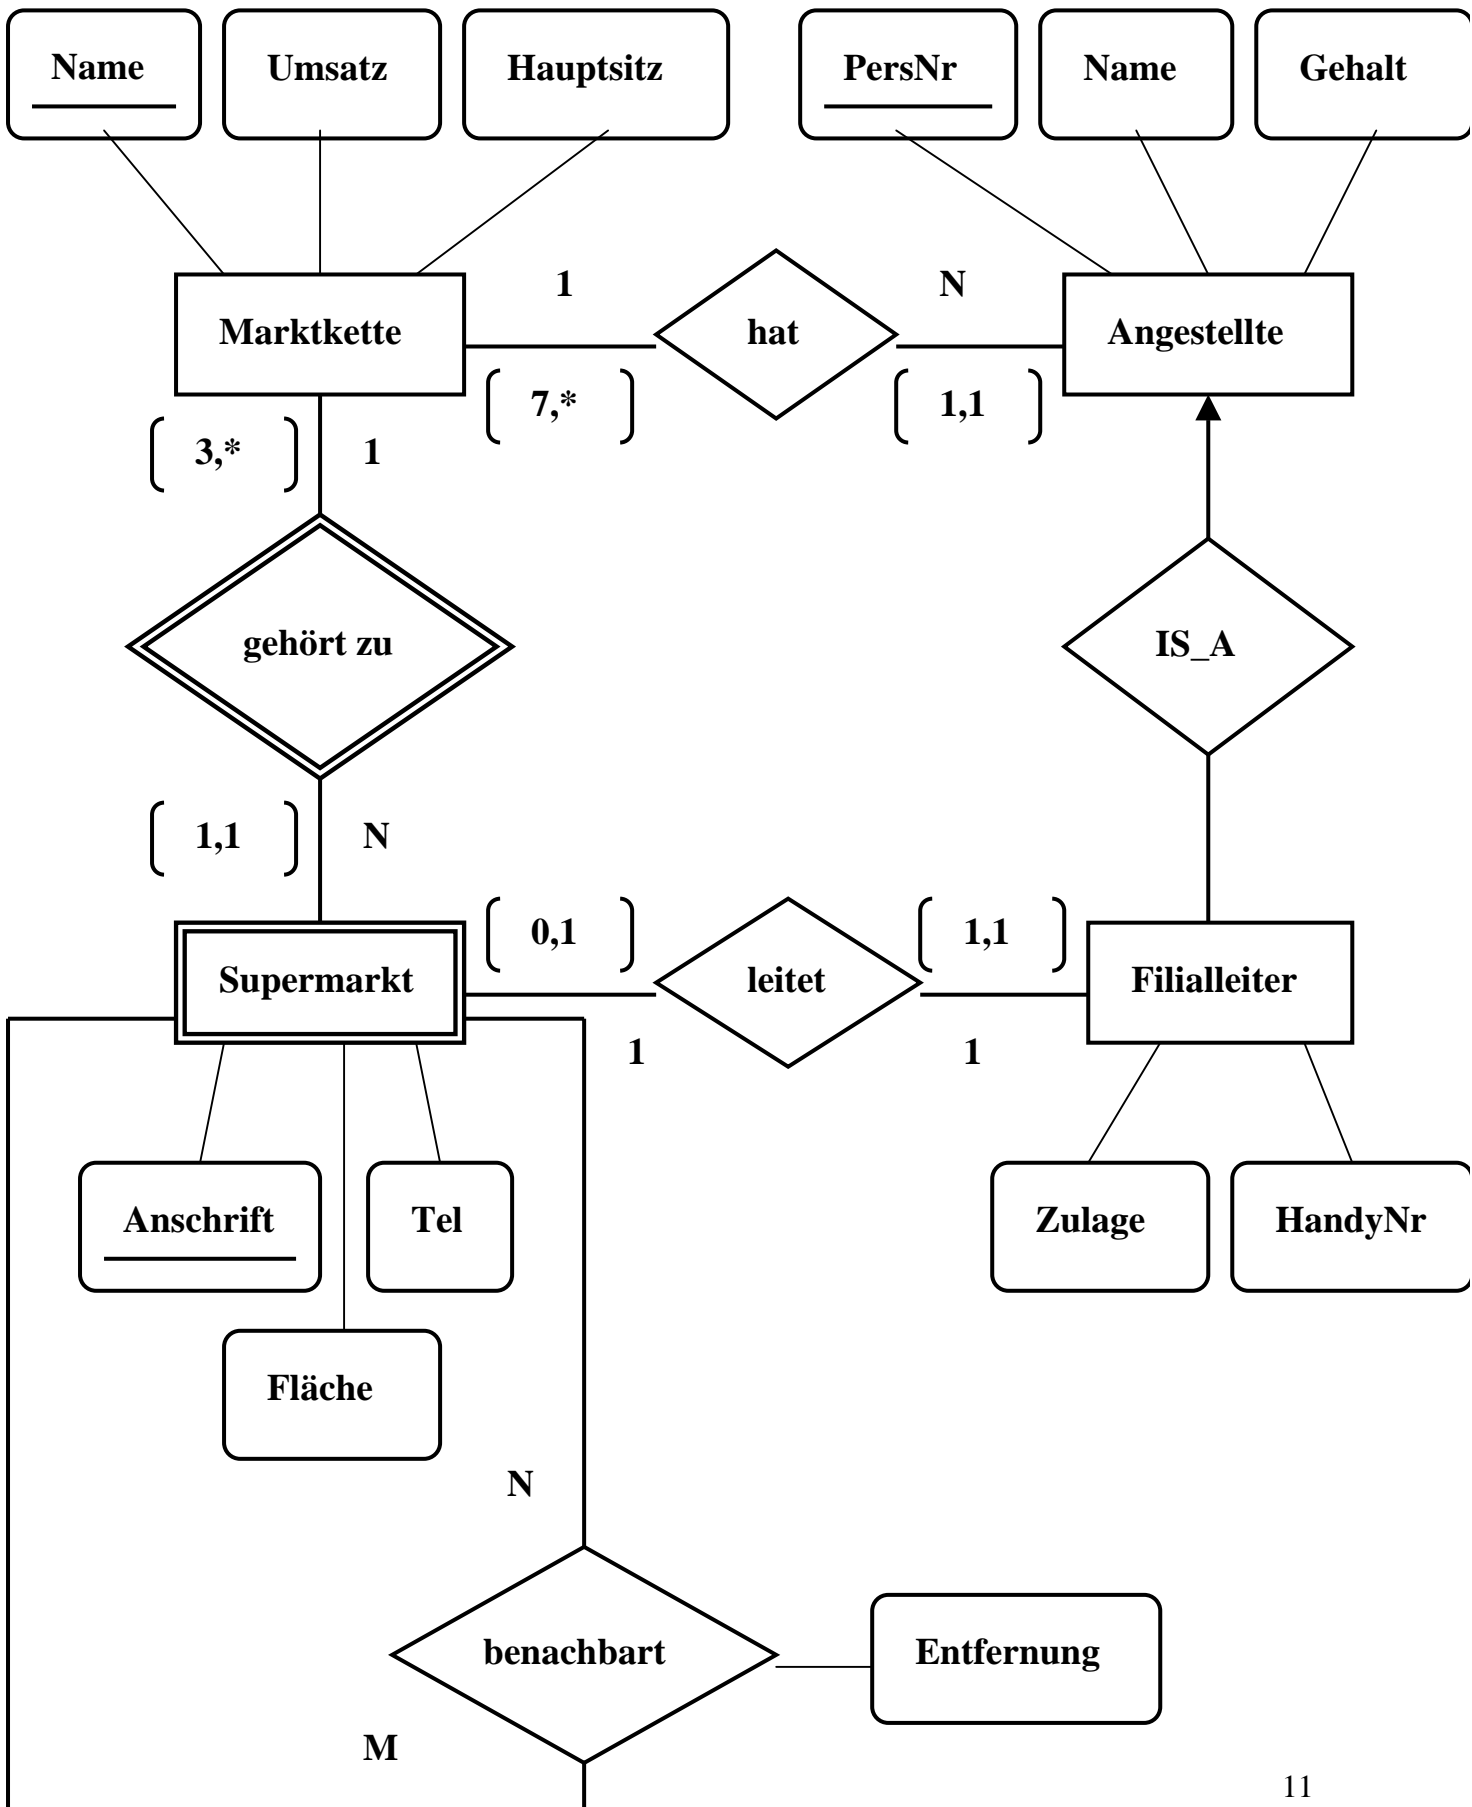 Name Umsatz Hauptsitz PersNr Name Gehalt
1 N
Marktkette hat Angestellte
7,* 1,1
3,* 1
gehört zu IS_A
1,1 N
0,1 1,1
Supermarkt leitet Filialleiter
1 1
Anschrift Tel Zulage HandyNr
Fläche
N
benachbart Entfernung
M
11